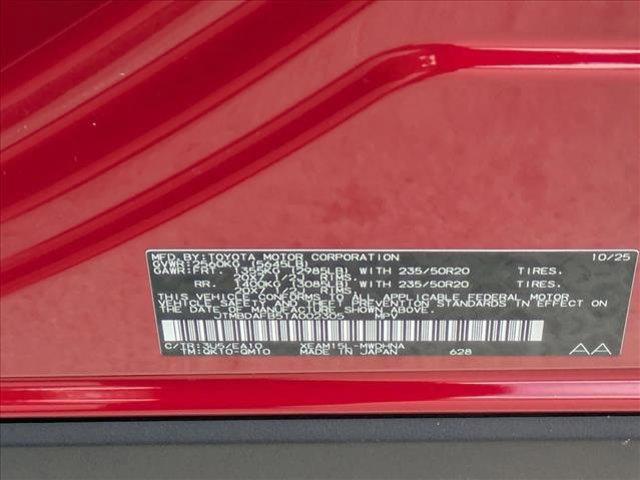 MFD. BY: TOYOTA MOTOR CORPORATION 10/25
GVWR: 2560KG (5645LB)
GAWR: FRT. 1355KG (2985LB) WITH 235/50R20 TIRES.
20X7 1/2J RIMS.
RR. 1400KG (3085LB) WITH 235/50R20 TIRES.
20X7 1/2J RIMS.
THIS VEHICLE CONFORMS TO ALL APPLICABLE FEDERAL MOTOR
VEHICLE SAFETY AND THEFT PREVENTION STANDARDS IN EFFECT ON
THE DATE OF MANUFACTURE SHOWN ABOVE.
JTMBDAFB5TA002305 MPV
C/TR: 3U5/EA10 XEAM15L-MWDHNA
TM: QK10-QM10 MADE IN JAPAN 628 AA